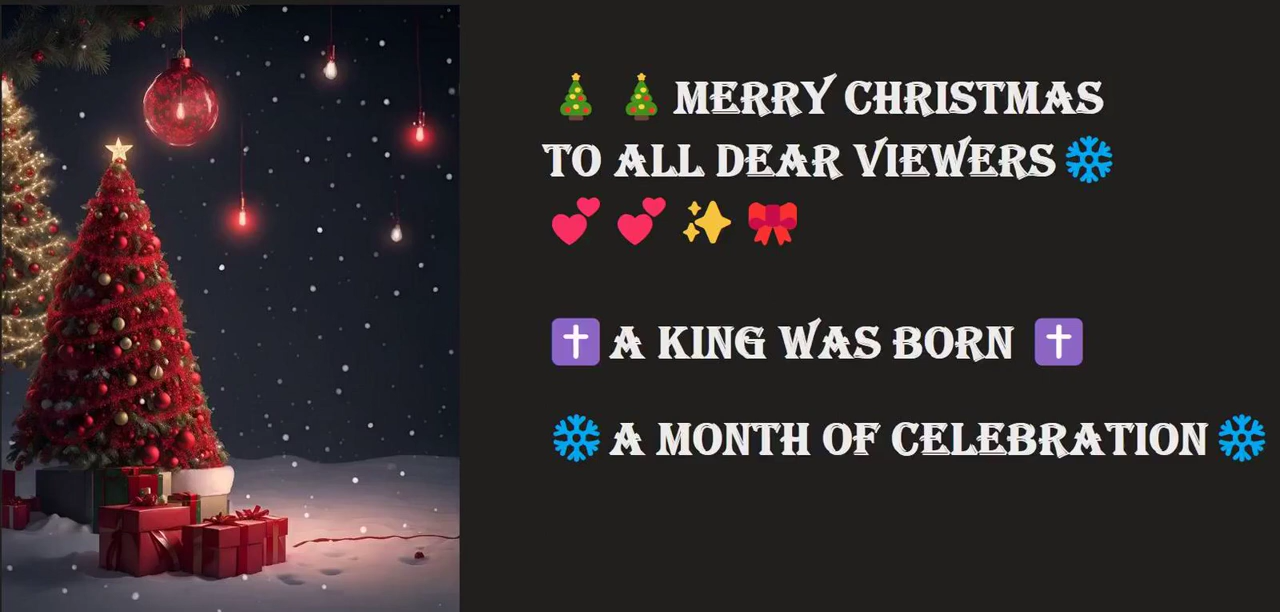 🎄 🎄 MERRY CHRISTMAS
TO ALL DEAR VIEWERS ❄️
💕 💕 ✨ 🎀
✝️ A KING WAS BORN ✝️
❄️ A MONTH OF CELEBRATION ❄️